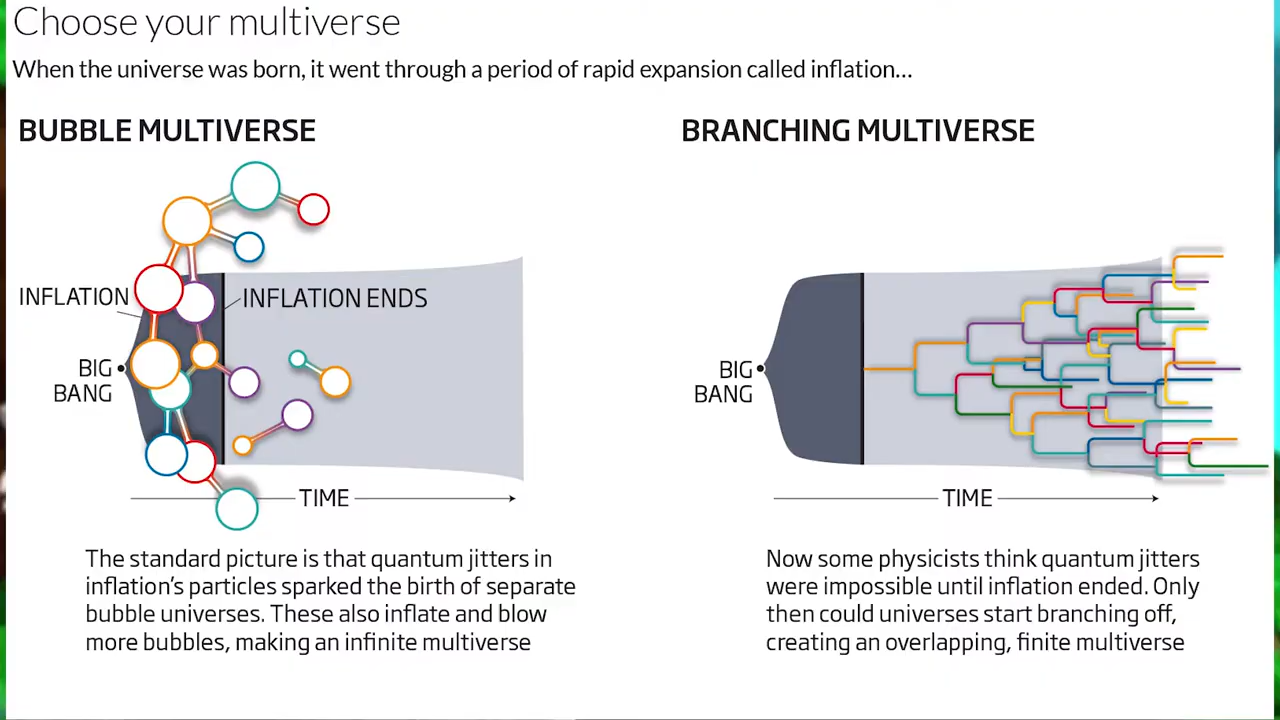 Choose your multiverse
When the universe was born, it went through a period of rapid expansion called inflation...
BUBBLE MULTIVERSE
INFLATION
INFLATION ENDS
BIG
BANG
TIME
The standard picture is that quantum jitters in
inflation's particles sparked the birth of separate
bubble universes. These also inflate and blow
more bubbles, making an infinite multiverse
BRANCHING MULTIVERSE
BIG
BANG
TIME
Now some physicists think quantum jitters
were impossible until inflation ended. Only
then could universes start branching off,
creating an overlapping, finite multiverse